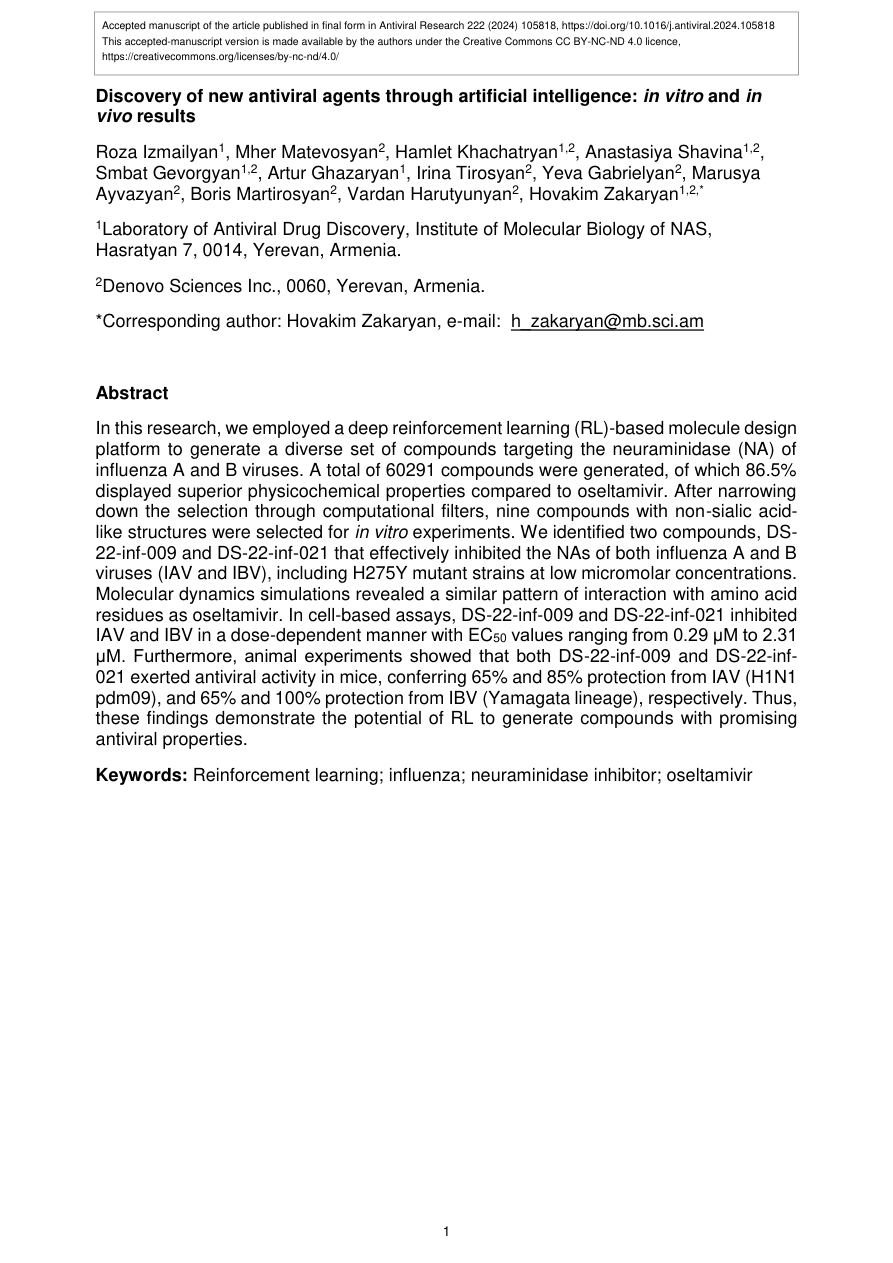 Accepted manuscript of the article published in final form in Antiviral Research 222 (2024) 105818, https://doi.org/10.1016/j.antiviral.2024.105818
This accepted-manuscript version is made available by the authors under the Creative Commons CC BY-NC-ND 4.0 licence,
https://creativecommons.org/licenses/by-nc-nd/4.0/
Discovery of new antiviral agents through artificial intelligence: in vitro and in
vivo results
Roza Izmailyan1, Mher Matevosyan2, Hamlet Khachatryan1,2, Anastasiya Shavina1,2,
Smbat Gevorgyan1,2, Artur Ghazaryan1, Irina Tirosyan2, Yeva Gabrielyan2, Marusya
Ayvazyan2, Boris Martirosyan2, Vardan Harutyunyan2, Hovakim Zakaryan1,2,*
1Laboratory of Antiviral Drug Discovery, Institute of Molecular Biology of NAS,
Hasratyan 7, 0014, Yerevan, Armenia.
2Denovo Sciences Inc., 0060, Yerevan, Armenia.
*Corresponding author: Hovakim Zakaryan, e-mail: h_zakaryan@mb.sci.am
Abstract
In this research, we employed a deep reinforcement learning (RL)-based molecule design
platform to generate a diverse set of compounds targeting the neuraminidase (NA) of
influenza A and B viruses. A total of 60291 compounds were generated, of which 86.5%
displayed superior physicochemical properties compared to oseltamivir. After narrowing
down the selection through computational filters, nine compounds with non-sialic acid-
like structures were selected for in vitro experiments. We identified two compounds, DS-
22-inf-009 and DS-22-inf-021 that effectively inhibited the NAs of both influenza A and B
viruses (IAV and IBV), including H275Y mutant strains at low micromolar concentrations.
Molecular dynamics simulations revealed a similar pattern of interaction with amino acid
residues as oseltamivir. In cell-based assays, DS-22-inf-009 and DS-22-inf-021 inhibited
IAV and IBV in a dose-dependent manner with EC50 values ranging from 0.29 μM to 2.31
μM. Furthermore, animal experiments showed that both DS-22-inf-009 and DS-22-inf-
021 exerted antiviral activity in mice, conferring 65% and 85% protection from IAV (H1N1
pdm09), and 65% and 100% protection from IBV (Yamagata lineage), respectively. Thus,
these findings demonstrate the potential of RL to generate compounds with promising
antiviral properties.
Keywords: Reinforcement learning; influenza; neuraminidase inhibitor; oseltamivir
1